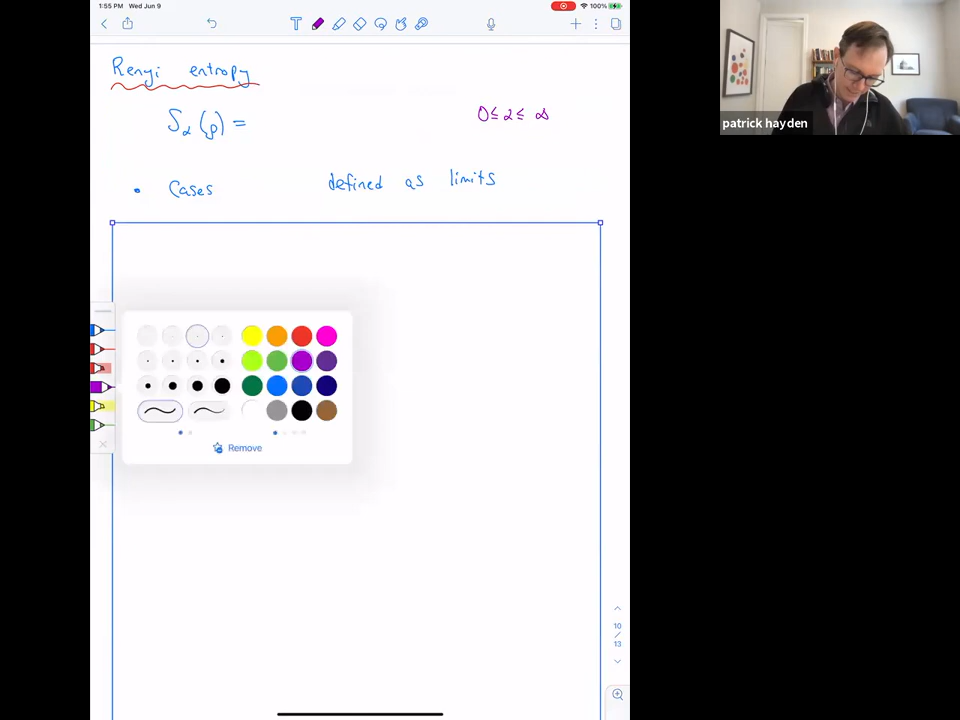 1:55 PM Wed Jun 9
100%
T
Renyi entropy
S_α(ρ) =
0 ≤ α ≤ ∞
• Cases defined as limits
Remove
10
/
13
patrick hayden